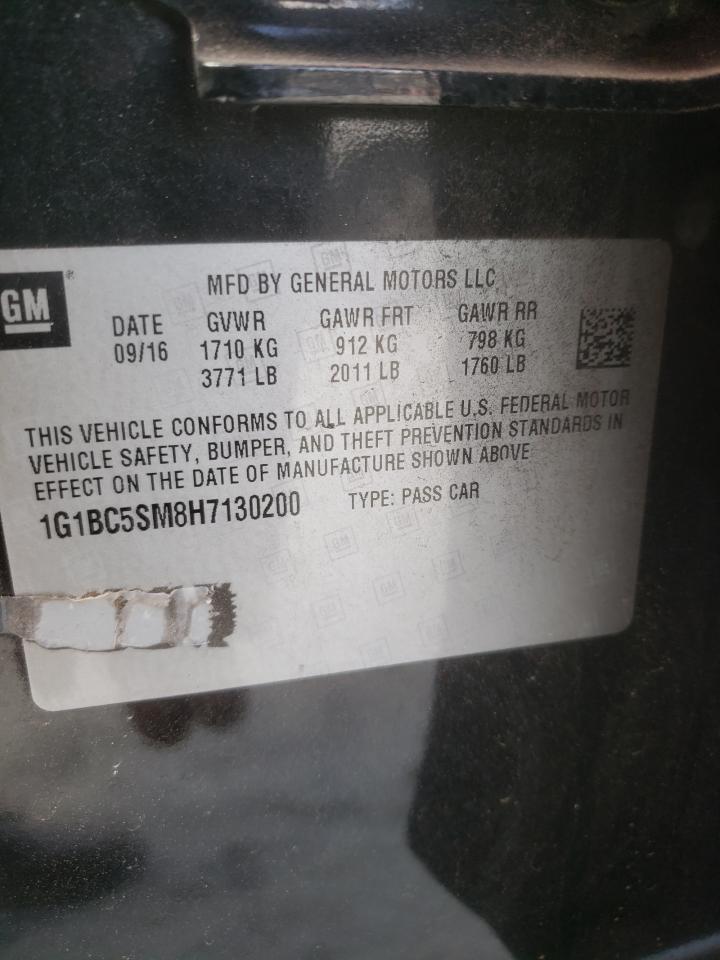 GM®
MFD BY GENERAL MOTORS LLC
DATE GVWR GAWR FRT GAWR RR
09/16 1710 KG 912 KG 798 KG
3771 LB 2011 LB 1760 LB
THIS VEHICLE CONFORMS TO ALL APPLICABLE U.S. FEDERAL MOTOR
VEHICLE SAFETY, BUMPER, AND THEFT PREVENTION STANDARDS IN
EFFECT ON THE DATE OF MANUFACTURE SHOWN ABOVE
1G1BC5SM8H7130200 TYPE: PASS CAR